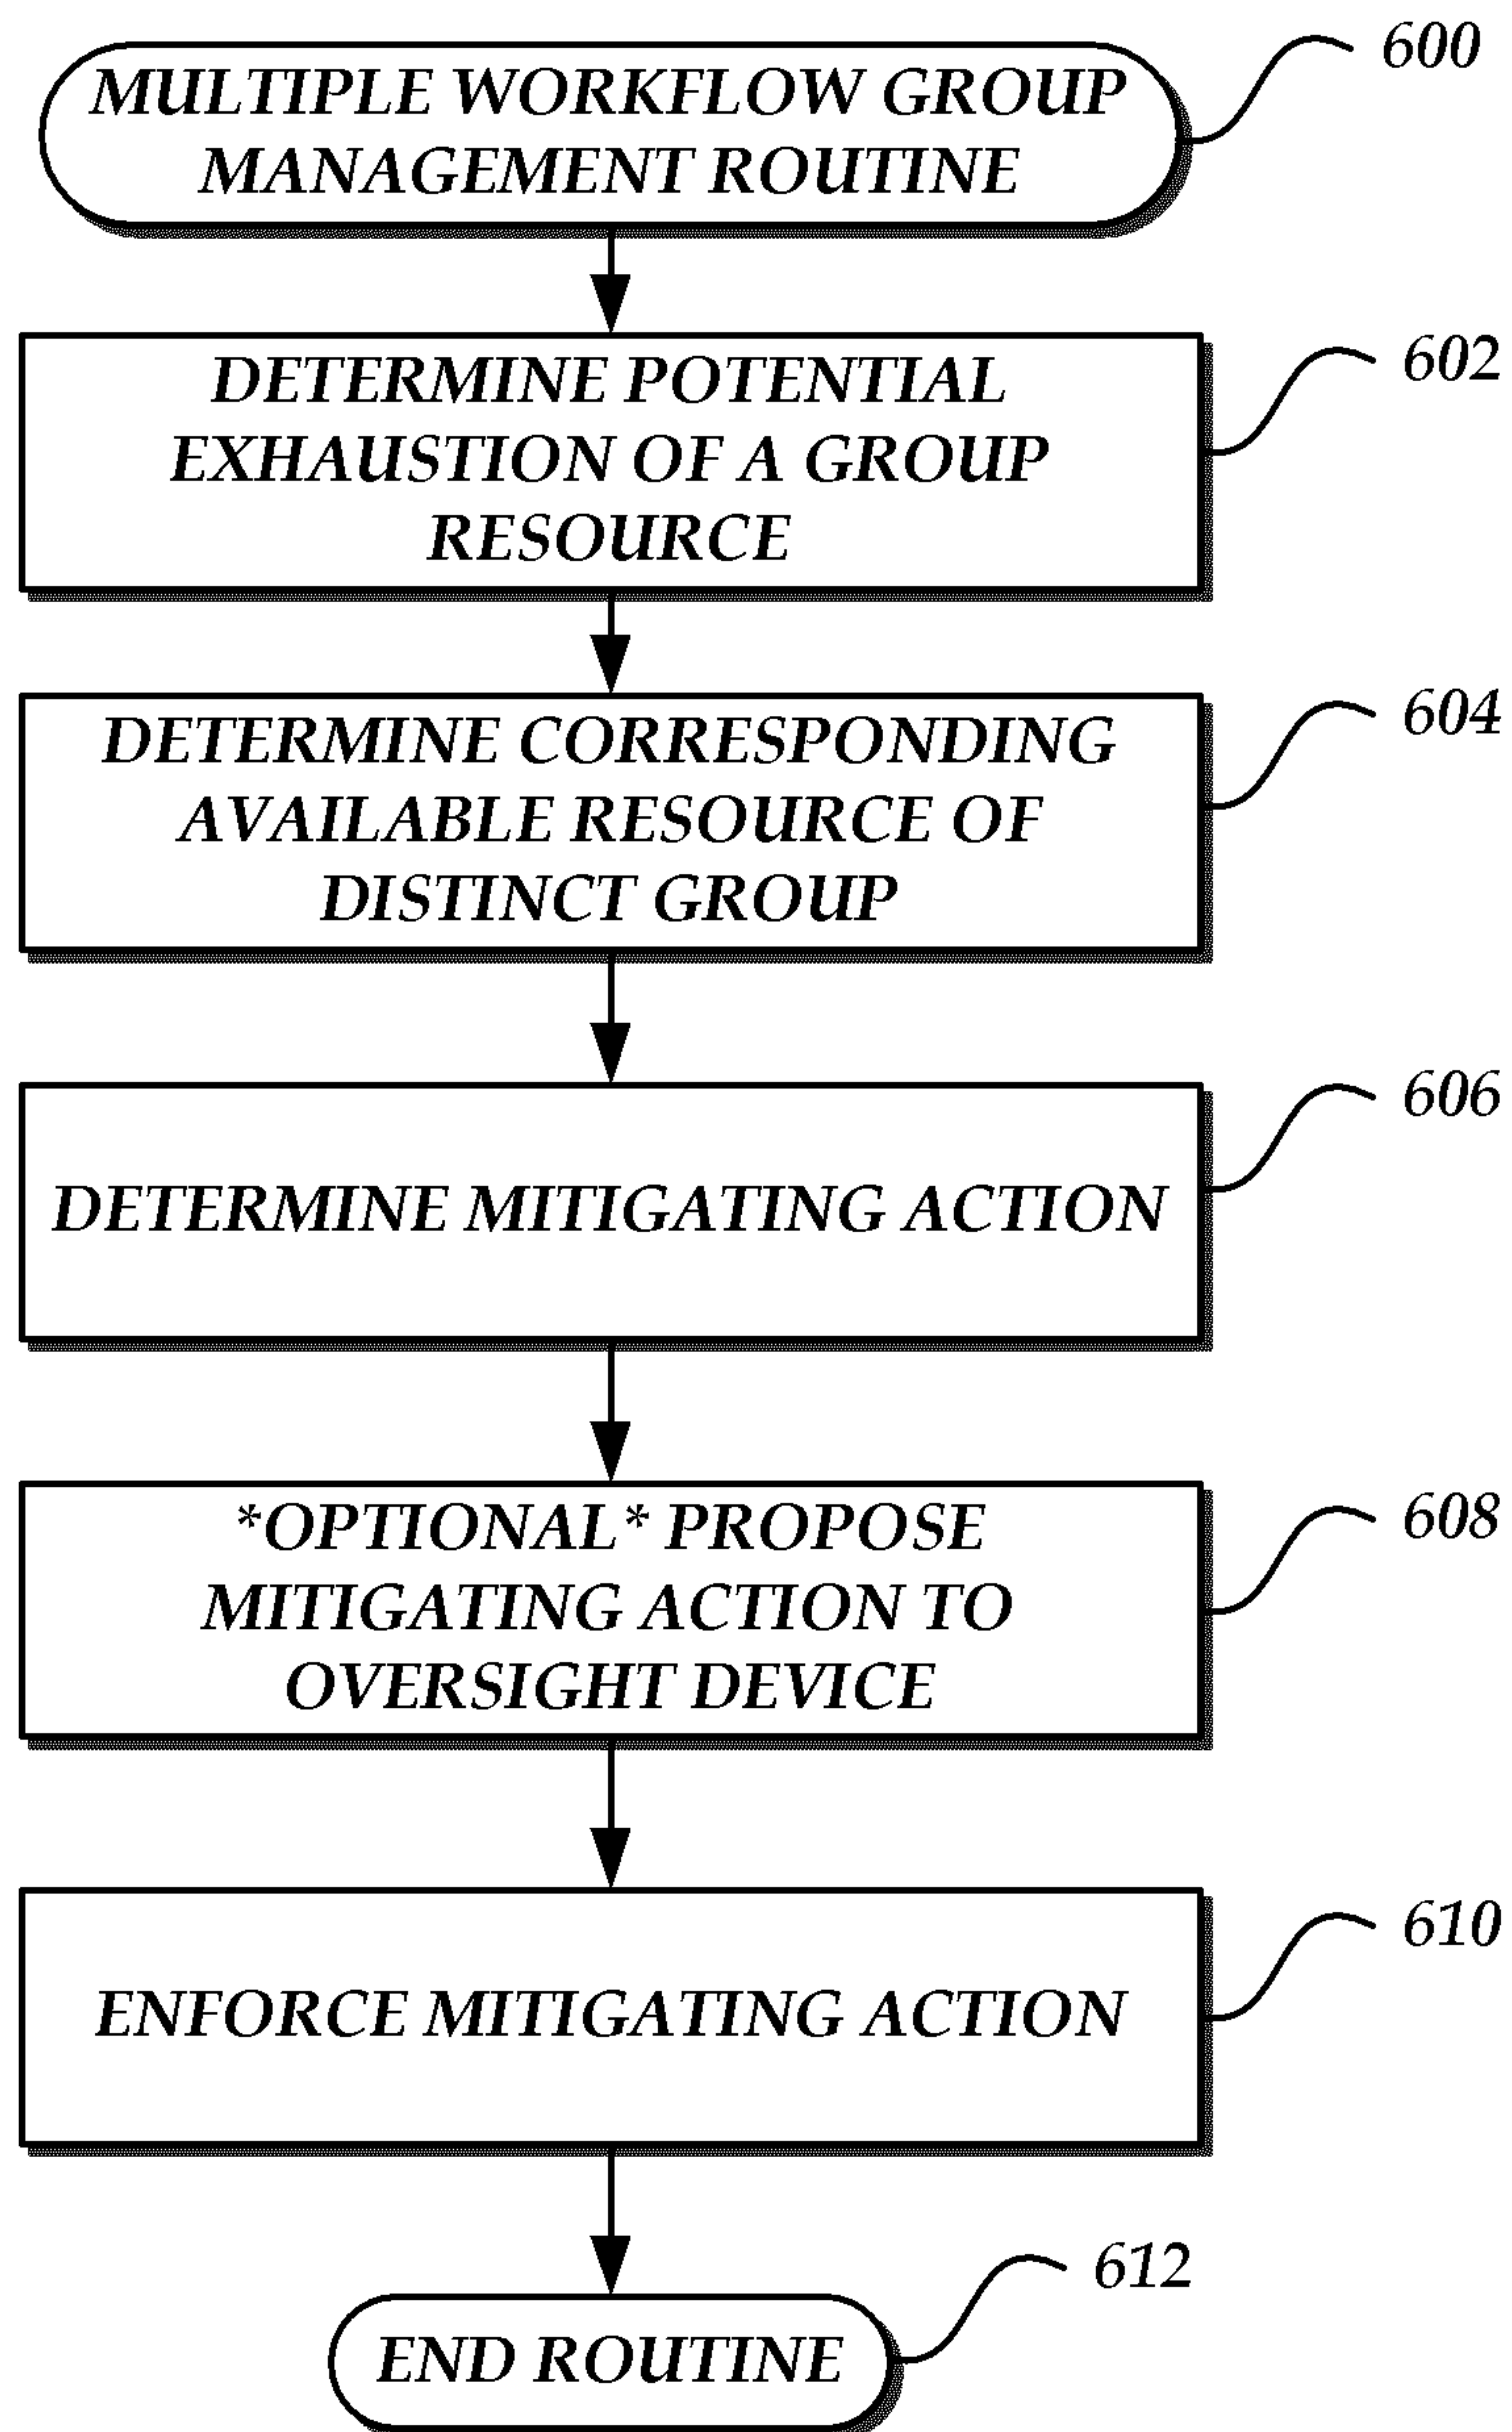 MULTIPLE WORKFLOW GROUP
MANAGEMENT ROUTINE
600
DETERMINE POTENTIAL
EXHAUSTION OF A GROUP
RESOURCE
602
DETERMINE CORRESPONDING
AVAILABLE RESOURCE OF
DISTINCT GROUP
604
DETERMINE MITIGATING ACTION
606
*OPTIONAL* PROPOSE
MITIGATING ACTION TO
OVERSIGHT DEVICE
608
ENFORCE MITIGATING ACTION
610
END ROUTINE
612